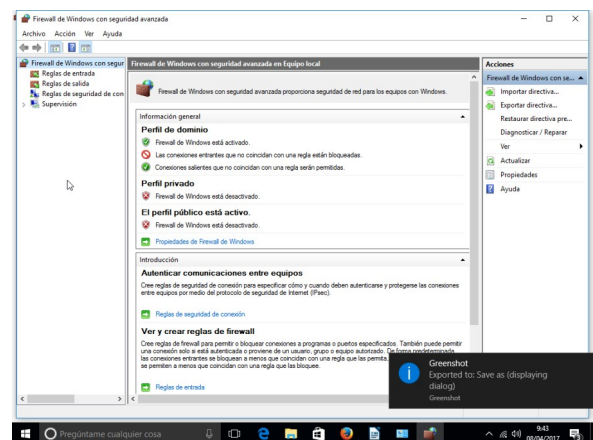 Firewall de Windows con seguridad avanzada
Archivo Acción Ver Ayuda
Firewall de Windows con segur
Reglas de entrada
Reglas de salida
Reglas de seguridad de con
Supervisión
Firewall de Windows con seguridad avanzada en Equipo local
Firewall de Windows con seguridad avanzada proporciona seguridad de red para los equipos con Windows.
Información general
Perfil de dominio
Firewall de Windows está activado.
Las conexiones entrantes que no coincidan con una regla están bloqueadas.
Conexiones salientes que no coincidan con una regla serán permitidas.
Perfil privado
Firewall de Windows está desactivado.
El perfil público está activo.
Firewall de Windows está desactivado.
Propiedades de Firewall de Windows
Introducción
Autenticar comunicaciones entre equipos
Cree reglas de seguridad de conexión para especificar cómo y cuando deben autenticarse y protegerse las conexiones
entre equipos por medio del protocolo de seguridad de Internet (IPsec).
Reglas de seguridad de conexión
Ver y crear reglas de firewall
Cree reglas de firewall para permitir o bloquear conexiones a programas o puertos especificados. También puede permitir
una conexión solo si está autenticada o proviene de un usuario, grupo o equipo autorizado. De forma predeterminada,
las conexiones entrantes se bloquean a menos que coincidan con una regla que las permita,
se permiten a menos que coincidan con una regla que las bloquee.
Reglas de entrada
Acciones
Firewall de Windows con se...
Importar directiva...
Exportar directiva...
Restaurar directiva pre...
Diagnosticar / Reparar
Ver
Actualizar
Propiedades
Ayuda
Greenshot
Exported to: Save as (displaying
dialog)
Greenshot
Pregúntame cualquier cosa
9:43
08/04/2017